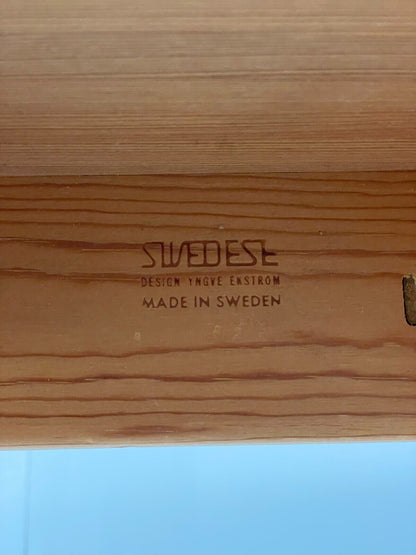 SWEDESE
DESIGN YNGVE EKSTROM
MADE IN SWEDEN